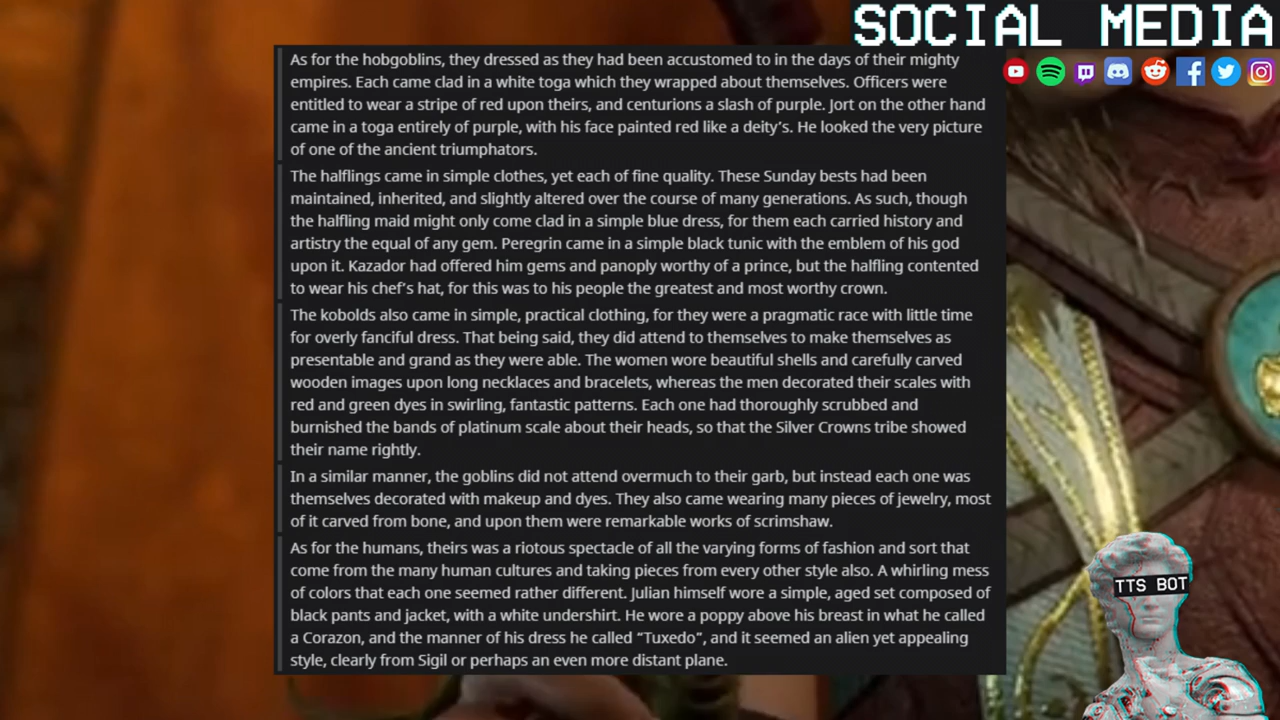 SOCIAL MEDIA
As for the hobgoblins, they dressed as they had been accustomed to in the days of their mighty
empires. Each came clad in a white toga which they wrapped about themselves. Officers were
entitled to wear a stripe of red upon theirs, and centurions a slash of purple. Jort on the other hand
came in a toga entirely of purple, with his face painted red like a deity's. He looked the very picture
of one of the ancient triumphators.
The halflings came in simple clothes, yet each of fine quality. These Sunday bests had been
maintained, inherited, and slightly altered over the course of many generations. As such, though
the halfling maid might only come clad in a simple blue dress, for them each carried history and
artistry the equal of any gem. Peregrin came in a simple black tunic with the emblem of his god
upon it. Kazador had offered him gems and panoply worthy of a prince, but the halfling contented
to wear his chef's hat, for this was to his people the greatest and most worthy crown.
The kobolds also came in simple, practical clothing, for they were a pragmatic race with little time
for overly fanciful dress. That being said, they did attend to themselves to make themselves as
presentable and grand as they were able. The women wore beautiful shells and carefully carved
wooden images upon long necklaces and bracelets, whereas the men decorated their scales with
red and green dyes in swirling, fantastic patterns. Each one had thoroughly scrubbed and
burnished the bands of platinum scale about their heads, so that the Silver Crowns tribe showed
their name rightly.
In a similar manner, the goblins did not attend overmuch to their garb, but instead each one was
themselves decorated with makeup and dyes. They also came wearing many pieces of jewelry, most
of it carved from bone, and upon them were remarkable works of scrimshaw.
As for the humans, theirs was a riotous spectacle of all the varying forms of fashion and sort that
come from the many human cultures and taking pieces from every other style also. A whirling mess
of colors that each one seemed rather different. Julian himself wore a simple, aged set composed of
black pants and jacket, with a white undershirt. He wore a poppy above his breast in what he called
a Corazon, and the manner of his dress he called “Tuxedo”, and it seemed an alien yet appealing
style, clearly from Sigil or perhaps an even more distant plane.
TTS BOT